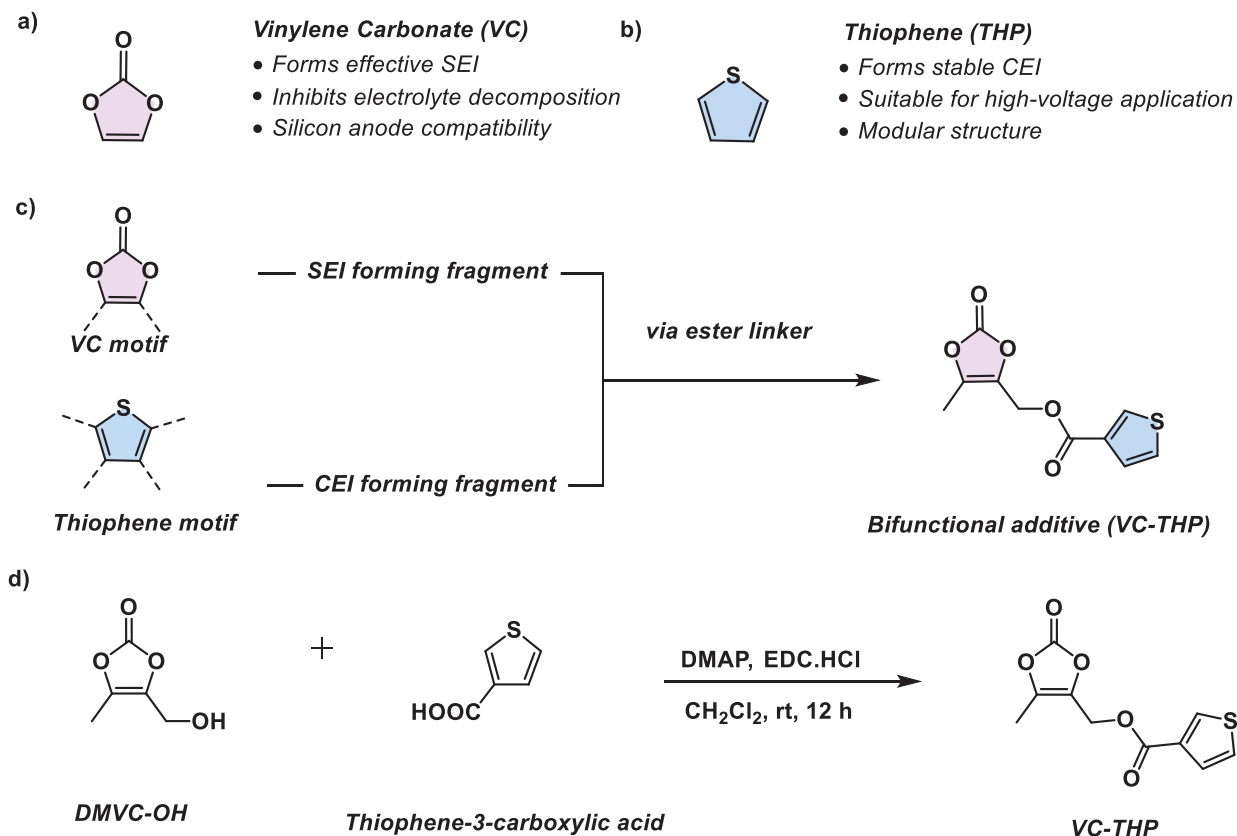 a)
O
O
O
Vinylene Carbonate (VC)
• Forms effective SEI
• Inhibits electrolyte decomposition
• Silicon anode compatibility
b)
S
Thiophene (THP)
• Forms stable CEI
• Suitable for high-voltage application
• Modular structure
c)
O
O
O
VC motif
SEI forming fragment
S
Thiophene motif
CEI forming fragment
via ester linker
O
O
O
O
O
S
Bifunctional additive (VC-THP)
d)
O
O
O
OH
DMVC-OH
+
S
HOOC
Thiophene-3-carboxylic acid
DMAP, EDC.HCl
CH₂Cl₂, rt, 12 h
O
O
O
O
O
S
VC-THP